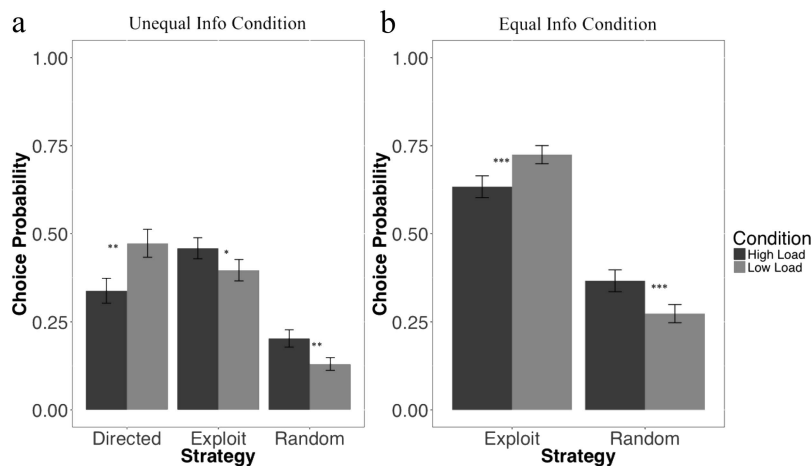 a
Unequal Info Condition
b
Equal Info Condition
1.00
0.75
0.50
0.25
0.00
Choice Probability
**
*
**
Directed
Exploit
Random
Strategy
1.00
0.75
0.50
0.25
0.00
Choice Probability
***
***
Exploit
Random
Strategy
Condition
High Load
Low Load